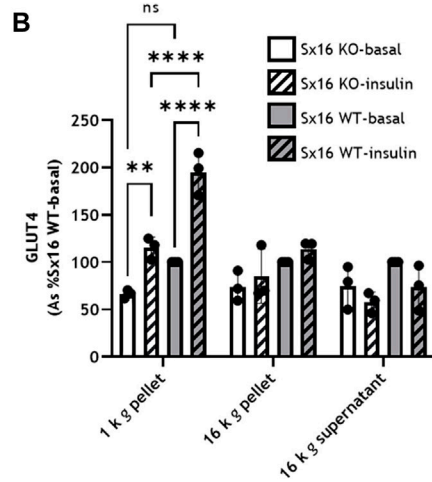 B
ns
****
****
**
Sx16 KO-basal
Sx16 KO-insulin
Sx16 WT-basal
Sx16 WT-insulin
GLUT4
(As %Sx16 WT-basal)
250
200
150
100
50
0
1 k g pellet
16 k g pellet
16 k g supernatant